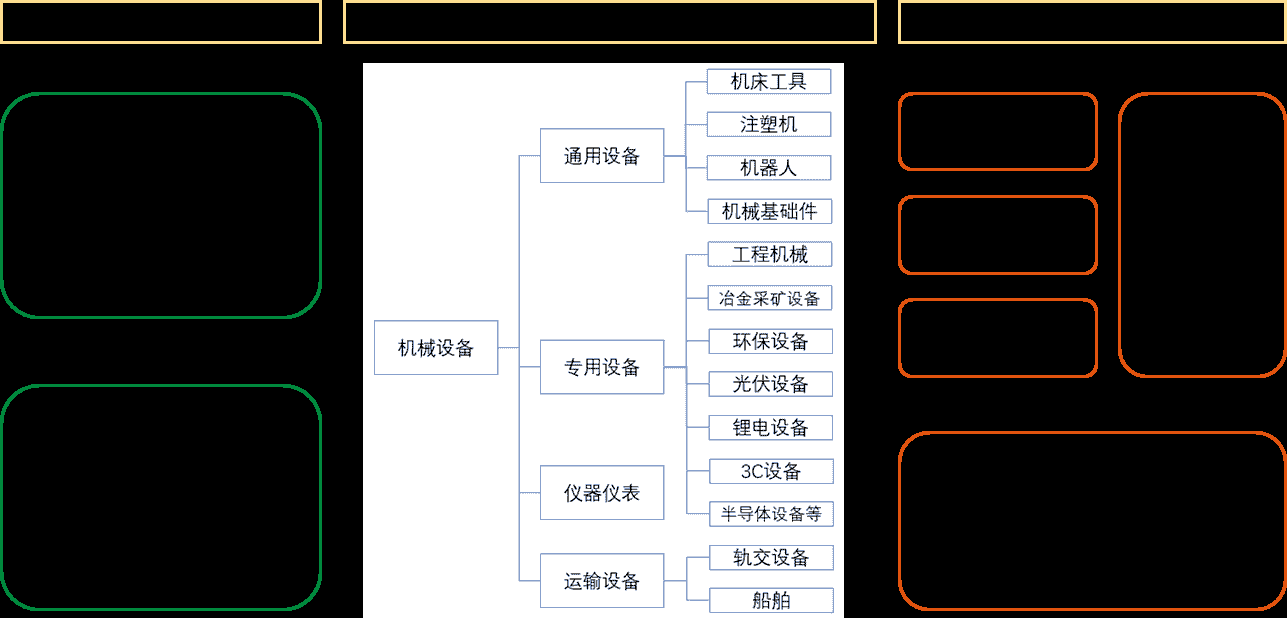 机械设备
通用设备
机床工具
注塑机
机器人
机械基础件
专用设备
工程机械
冶金采矿设备
环保设备
光伏设备
锂电设备
3C设备
半导体设备等
仪器仪表
运输设备
轨交设备
船舶